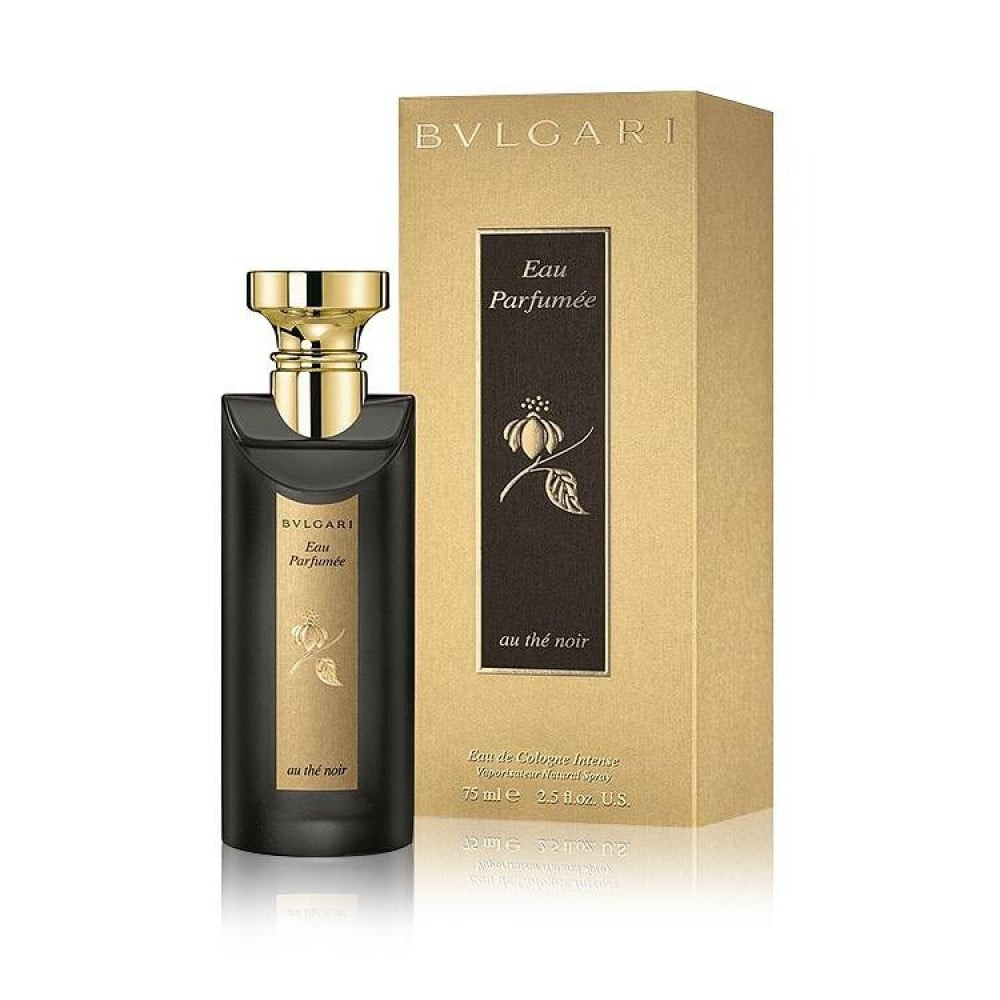 BVLGARI
Eau
Parfumée
au thé noir
BVLGARI
Eau
Parfumée
au thé noir
Eau de Cologne Intense
Vaporisateur Natural Spray
75 ml e 2.5 fl.oz. U.S.